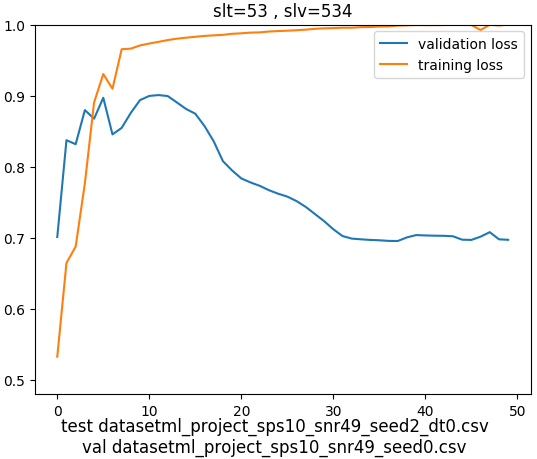 slt=53 , slv=534
validation loss
training loss
1.0
0.9
0.8
0.7
0.6
0.5
0 10 20 30 40 50
test datasetml_project_sps10_snr49_seed2_dt0.csv
val datasetml_project_sps10_snr49_seed0.csv